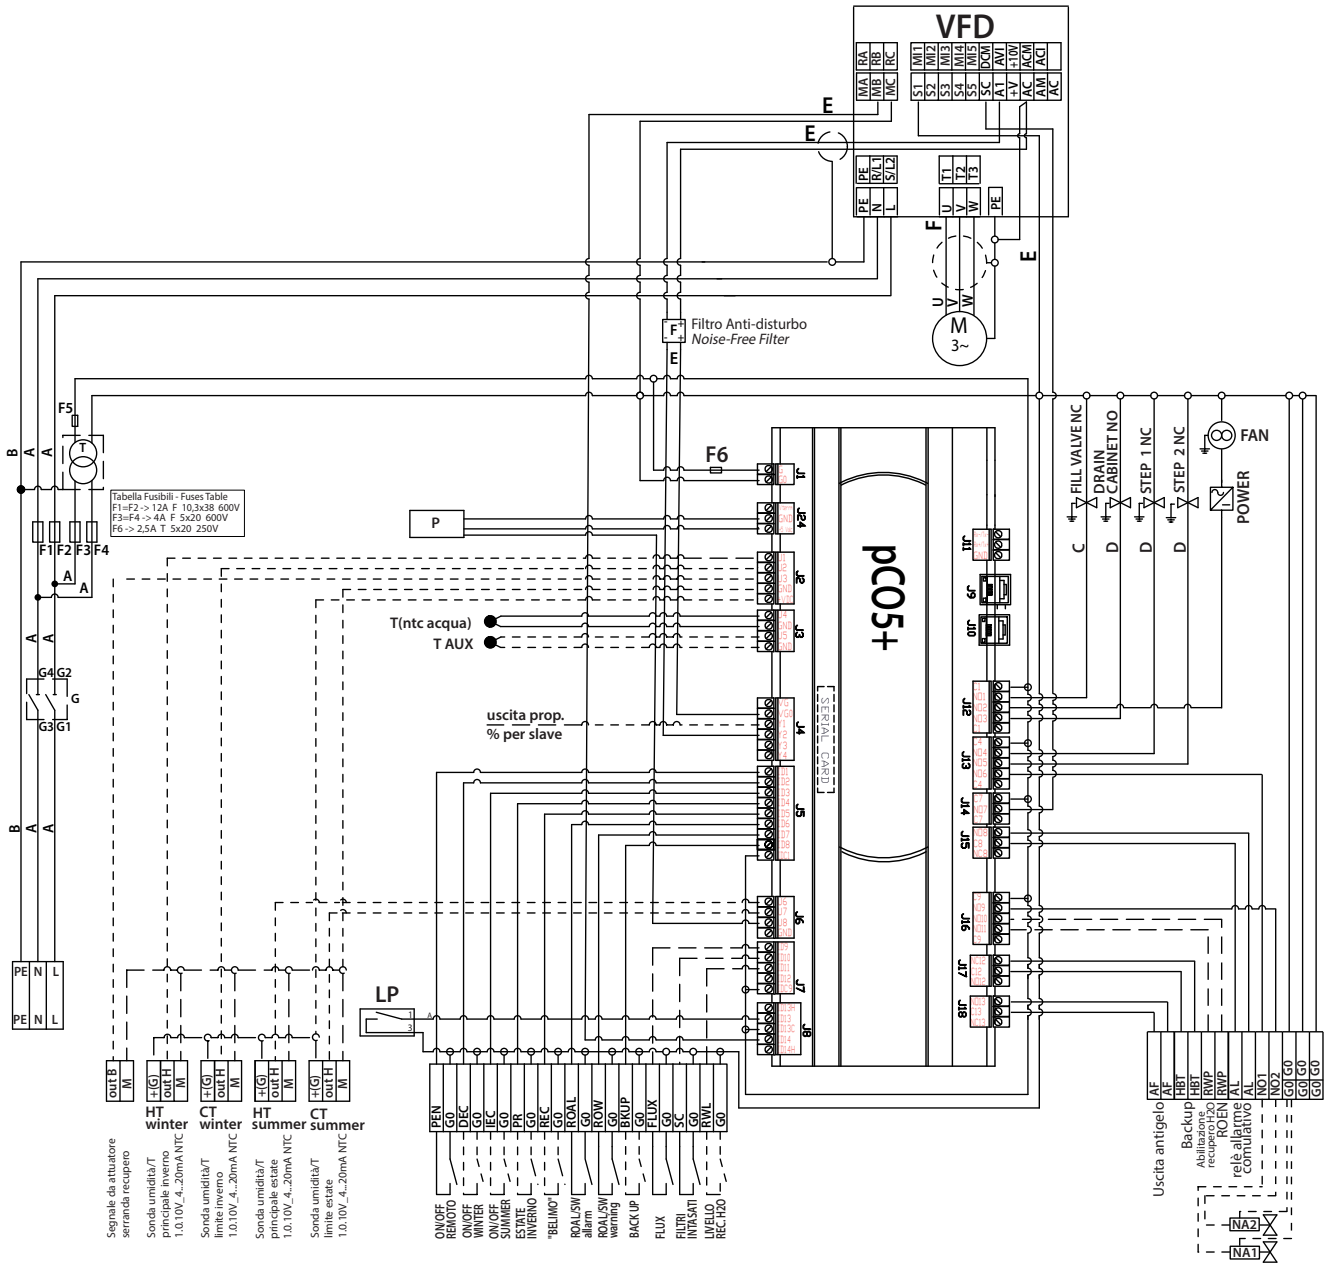 VFD
RA
RB
RC
MI1
MI2
MI3
MI4
MI5
DCM
AVI
+10V
ACM
ACI
MA
MB
MC
S1
S2
S3
S4
S5
SC
A1
+V
AC
AM
AC
E
E
PE
R/L1
S/L2
T1
T2
T3
PE
N
L
U
V
W
PE
F
E
U
V
W
M
3~
- +
F
- +
Filtro Anti-disturbo
Noise-Free Filter
E
F5
T
B
A
A
Tabella Fusibili - Fuses Table
F1=F2 -> 12A F 10,3x38 600V
F3=F4 -> 4A F 5x20 600V
F6 -> 2,5A T 5x20 250V
F1
F2
F3
F4
A
A
A
A
G4
G2
G
G3
G1
B
A
A
PE
N
L
PE
N
L
F6
P
T(ntc acqua)
T AUX
uscita prop.
% per slave
LP
1
3
A
J1
J24
J2
J3
J4
J5
J6
J7
J8
SERIAL CARD
pCO5+
J11
J9
J10
J12
J13
J14
J15
J16
J17
J18
GND
GND
GND
GND
GND
FILL VALVE NC
DRAIN
CABINET NO
STEP 1 NC
STEP 2 NC
FAN
POWER
C
D
D
D
out B
M
+(G)
out H
M
+(G)
out H
M
+(G)
out H
M
+(G)
out H
M
HT
winter
CT
winter
HT
summer
CT
summer
Segnale da attuatore
serranda recupero
Sonda umidità/T
principale inverno
1.0.10V_4...20mA NTC
Sonda umidità/T
limite inverno
1.0.10V_4...20mA NTC
Sonda umidità/T
principale estate
1.0.10V_4...20mA NTC
Sonda umidità/T
limite estate
1.0.10V_4...20mA NTC
PEN
G0
DEC
G0
IEC
G0
PR
G0
REC
G0
ROAL
G0
ROW
G0
BKUP
G0
FLUX
G0
SC
G0
RWL
G0
ON/OFF
REMOTO
ON/OFF
WINTER
ON/OFF
SUMMER
ESTATE
INVERNO
"BELIMO"
ROAL/SW
allarm
ROAL/SW
warning
BACK UP
FLUX
FILTRI
INTASATI
LIVELLO
REC.H2O
AF
AF
HBT
HBT
RWP
RWP
AL
AL
NO1
NO2
G0
G0
G0
G0
G0
G0
Uscita antigelo
Backup
Abilitazione
recupero H2O
ROEN
relè allarme
comulativo
NA2
NA1